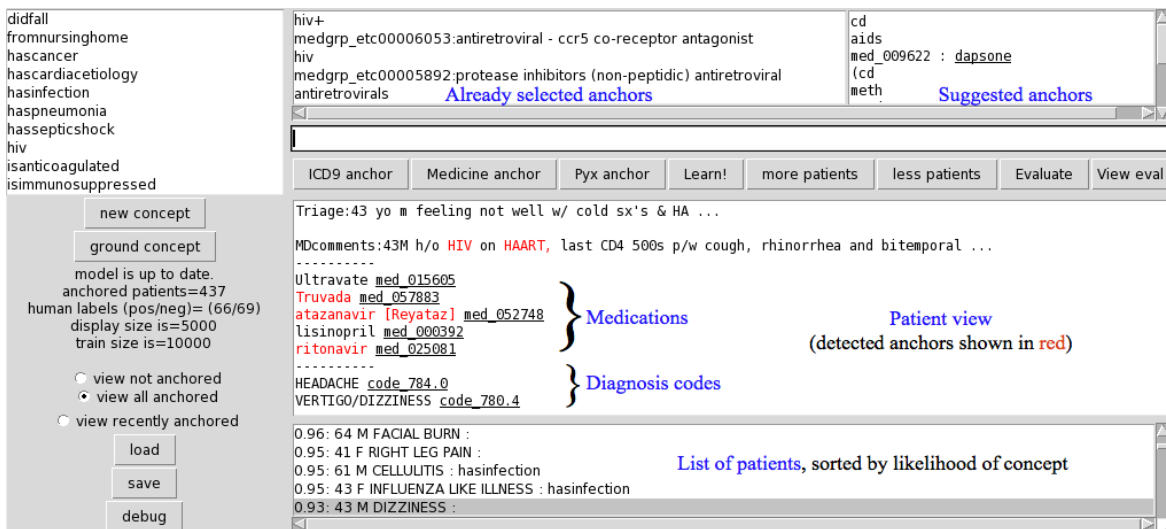 didfall
fromnursinghome
hascancer
hascardiacetiology
hasinfection
haspneumonia
hassepticshock
hiv
isanticoagulated
isimmunosuppressed
new concept
ground concept
model is up to date.
anchored patients=437
human labels (pos/neg)= (66/69)
display size is=5000
train size is=10000
view not anchored
view all anchored
view recently anchored
load
save
debug
hiv+
medgrp_etc00006053:antiretroviral - ccr5 co-receptor antagonist
hiv
medgrp_etc00005892:protease inhibitors (non-peptidic) antiretroviral
antiretrovirals
Already selected anchors
cd
aids
med_009622 : dapsone
(cd
meth
Suggested anchors
ICD9 anchor Medicine anchor Pyx anchor Learn! more patients less patients Evaluate View eval
Triage:43 yo m feeling not well w/ cold sx's & HA ...
MDcomments:43M h/o HIV on HAART, last CD4 500s p/w cough, rhinorrhea and bitemporal ...
----------
Ultravate med_015605
Truvada med_057883
atazanavir [Reyataz] med_052748
lisinopril med_000392
ritonavir med_025081
Medications
----------
HEADACHE code_784.0
VERTIGO/DIZZINESS code_780.4
Diagnosis codes
Patient view
(detected anchors shown in red)
0.96: 64 M FACIAL BURN :
0.95: 41 F RIGHT LEG PAIN :
0.95: 61 M CELLULITIS : hasinfection
0.95: 43 F INFLUENZA LIKE ILLNESS : hasinfection
0.93: 43 M DIZZINESS :
List of patients, sorted by likelihood of concept